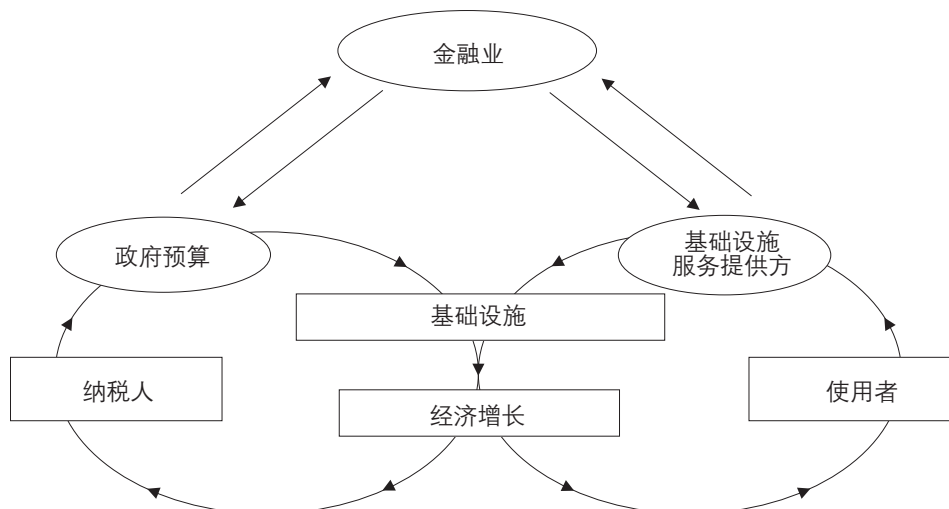 金融业
政府预算
基础设施
服务提供方
基础设施
纳税人
经济增长
使用者